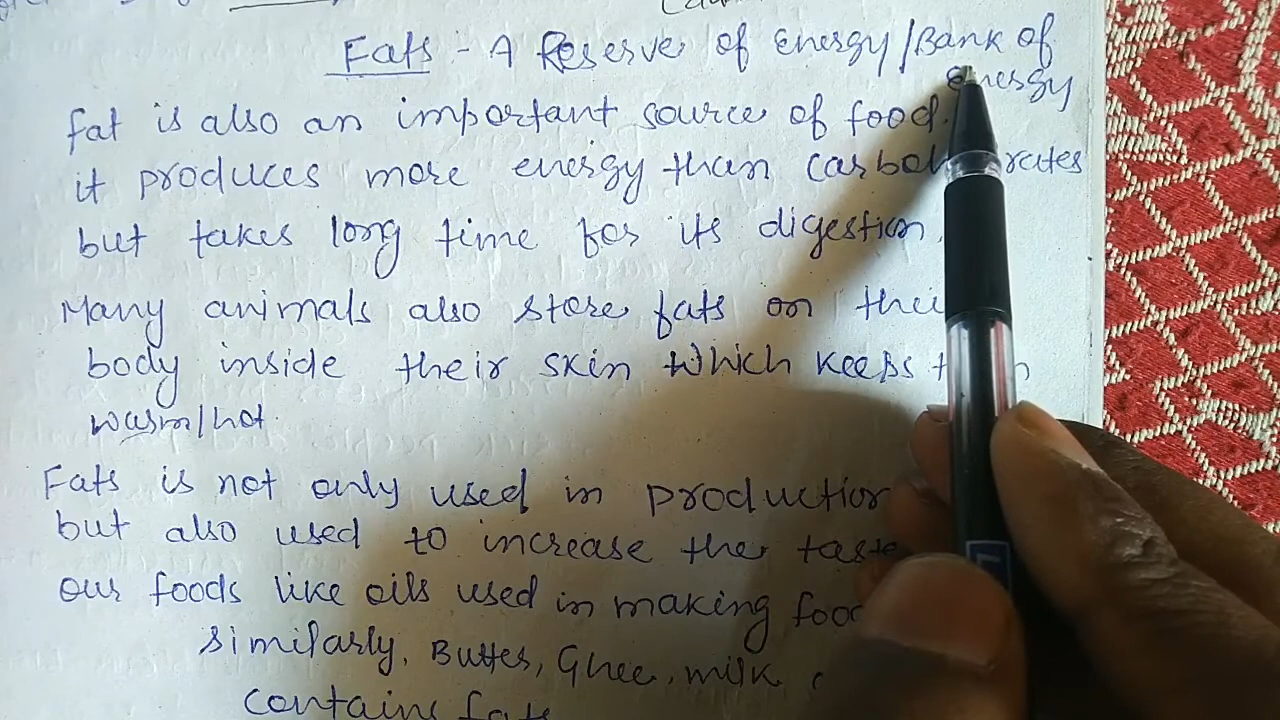 Fats - A Reserve of Energy/Bank of
Energy
fat is also an important source of food.
it produces more energy than carboh rates
but takes long time for its digestion.
Many animals also store fats on thei
body inside their skin which keeps
warm/hot.
Fats is not only used in production
but also used to increase the taste
our foods like oils used in making food
similarly, Butter, Ghee, milk
contains fats